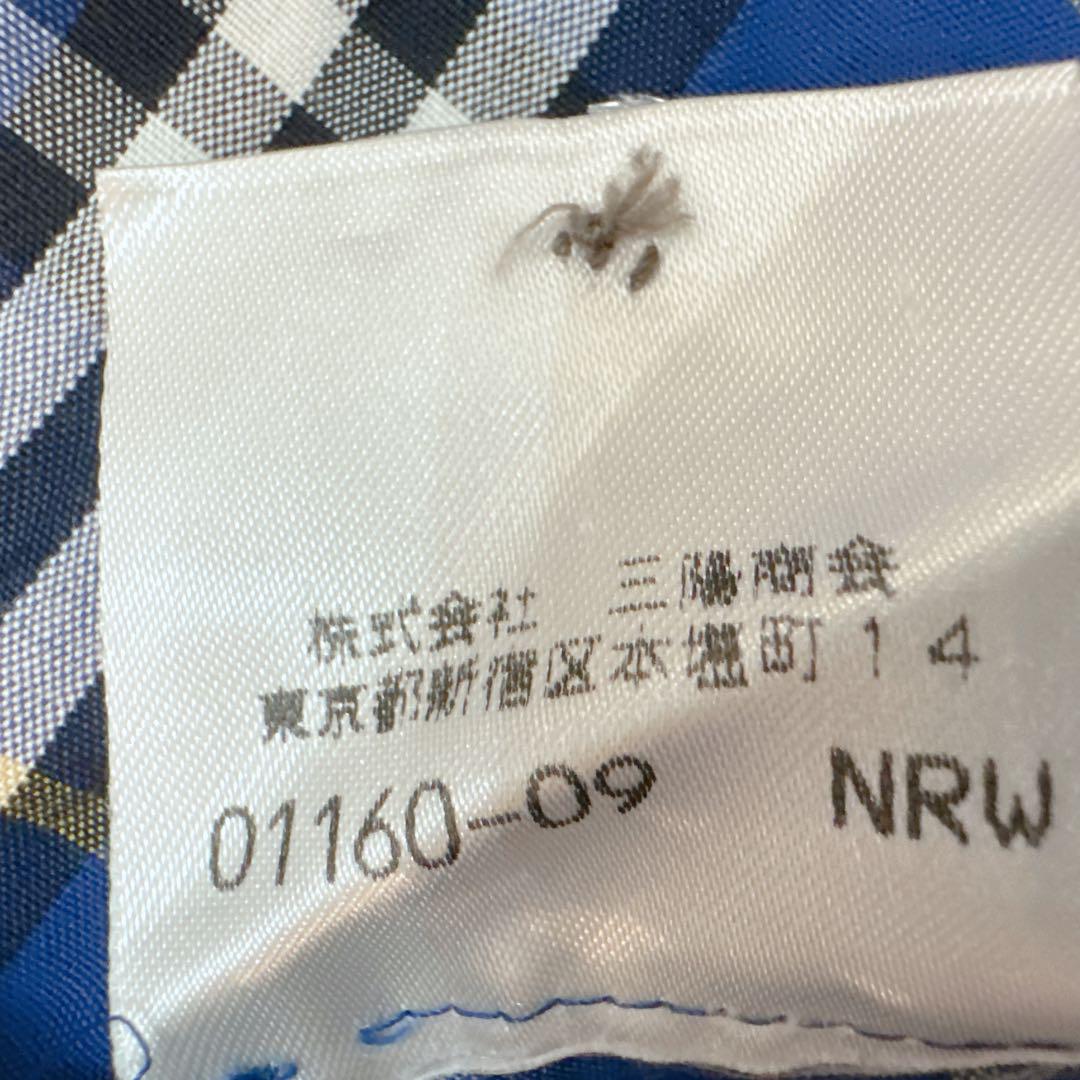 株式会社　三陽商会
東京都新宿区本塩町14
01160-09 NRW